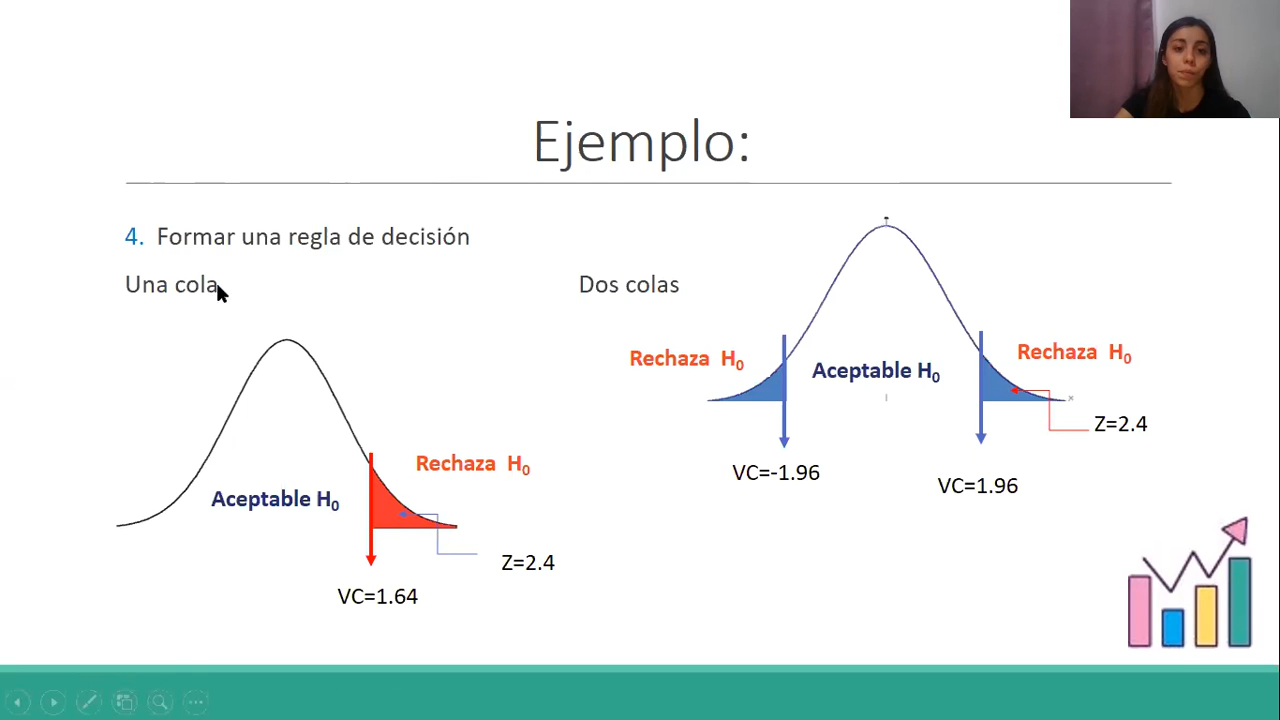 Ejemplo:
4. Formar una regla de decisión
Una cola
Dos colas
Rechaza H0
Aceptable H0
Rechaza H0
Z=2.4
VC=-1.96
VC=1.96
Rechaza H0
Aceptable H0
Z=2.4
VC=1.64